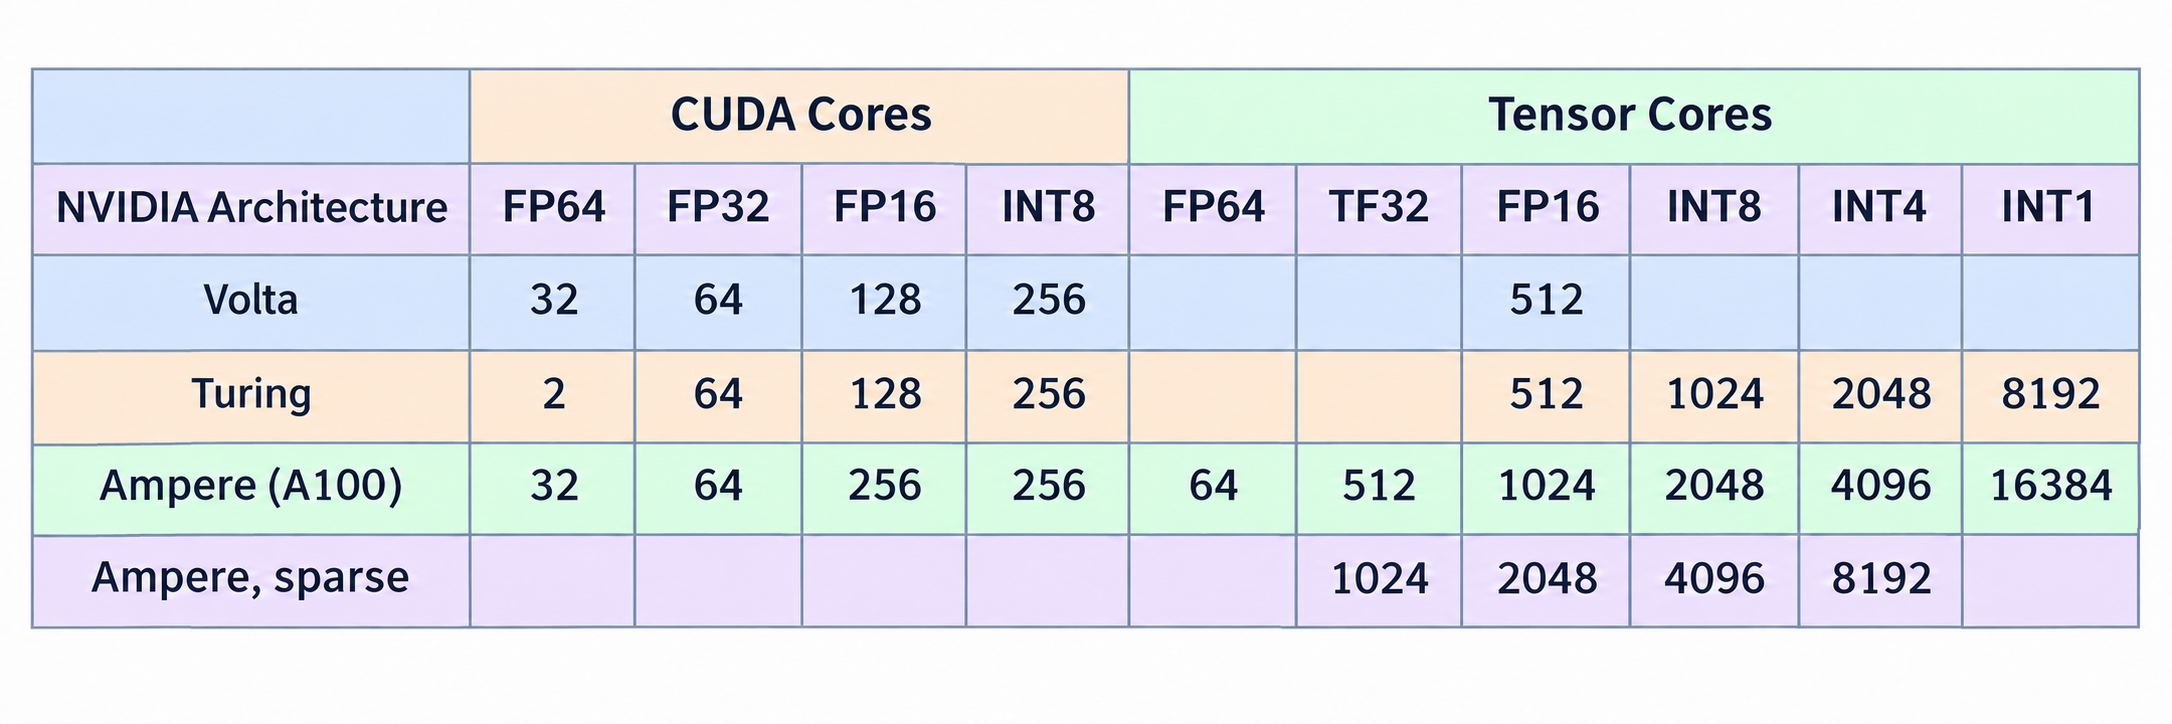 CUDA Cores Tensor Cores
NVIDIA Architecture FP64 FP32 FP16 INT8 FP64 TF32 FP16 INT8 INT4 INT1
Volta 32 64 128 256 512
Turing 2 64 128 256 512 1024 2048 8192
Ampere (A100) 32 64 256 256 64 512 1024 2048 4096 16384
Ampere, sparse 1024 2048 4096 8192